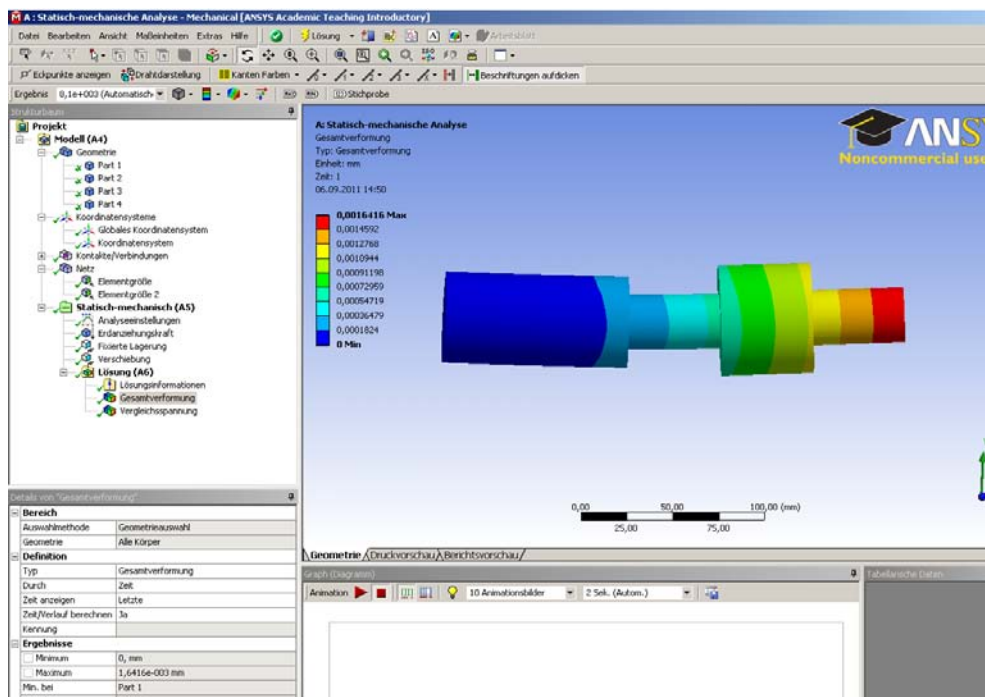 A : Statisch-mechanische Analyse - Mechanical [ANSYS Academic Teaching Introductory]
Datei Bearbeiten Ansicht Maßeinheiten Extras Hilfe Lösung Arbeitsblatt
Eckpunkte anzeigen Drahtdarstellung Kanten Farben Beschriftungen aufdicken
Ergebnis 0,1e+003 (Automatisch Stichprobe
Strukturbaum
Projekt
Modell (A4)
Geometrie
Part 1
Part 2
Part 3
Part 4
Koordinatensysteme
Globales Koordinatensystem
Koordinatensystem
Kontakte/Verbindungen
Netz
Elementgröße
Elementgröße 2
Statisch-mechanisch (A5)
Analyseeinstellungen
Erdanziehungskraft
Fixierte Lagerung
Verschiebung
Lösung (A6)
Lösungsinformationen
Gesamtverformung
Vergleichsspannung
A: Statisch-mechanische Analyse
Gesamtverformung
Typ: Gesamtverformung
Einheit: mm
Zeit: 1
06.09.2011 14:50
0,0016416 Max
0,0014592
0,0012768
0,0010944
0,00091198
0,00072959
0,00054719
0,00036479
0,0001824
0 Min
ANSYS
Noncommercial use
0,00 50,00 100,00 (mm)
25,00 75,00
Geometrie Druckvorschau Berichtsvorschau
Details von "Gesamtverformung"
Bereich
Auswahlmethode Geometrieauswahl
Geometrie Alle Körper
Definition
Typ Gesamtverformung
Durch Zeit
Zeit anzeigen Letzte
Zeit/Verlauf berechnen Ja
Kennung
Ergebnisse
Minimum 0, mm
Maximum 1,6416e-003 mm
Min. bei Part 1
Graph (Diagramm)
Animation 10 Animationsbilder 2 Sek. (Autom.)
Tabellarische Daten